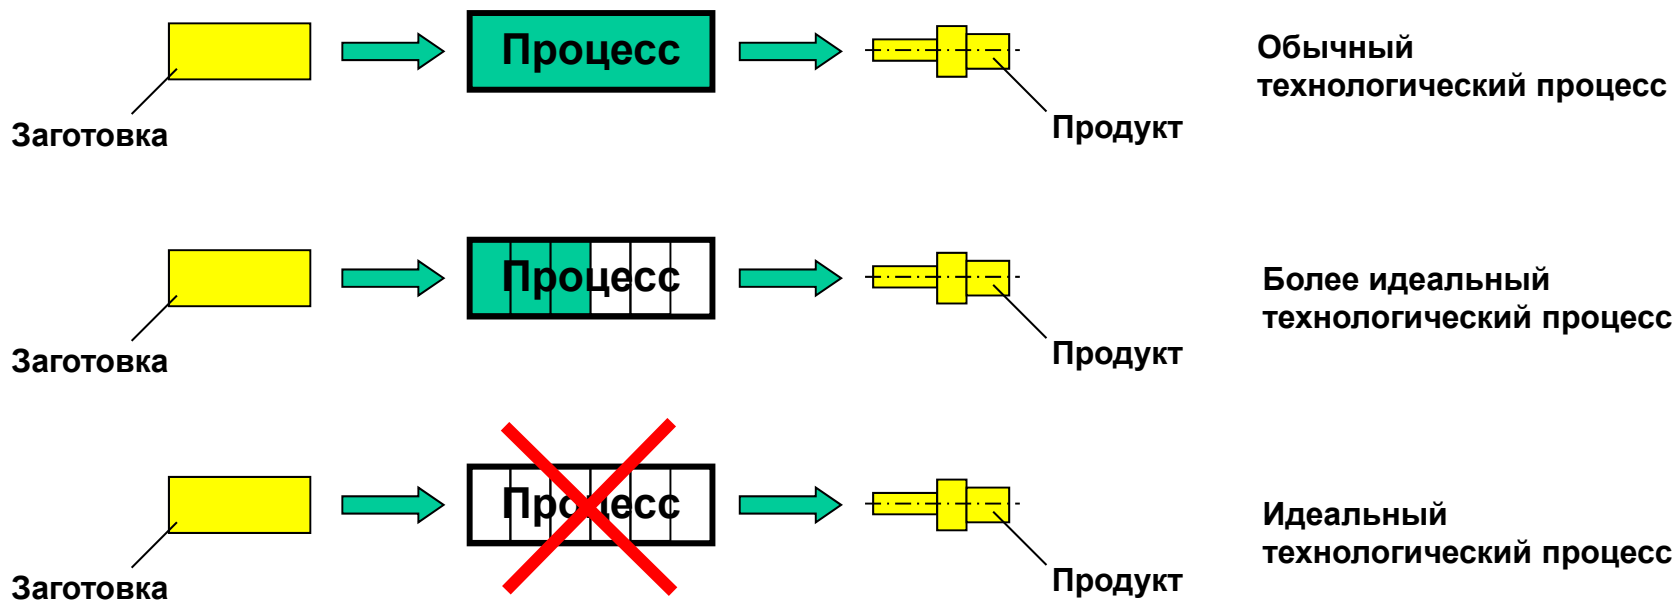 Процесс
Обычный
технологический процесс
Заготовка
Продукт
Процесс
Более идеальный
технологический процесс
Заготовка
Продукт
Процесс
Идеальный
технологический процесс
Заготовка
Продукт